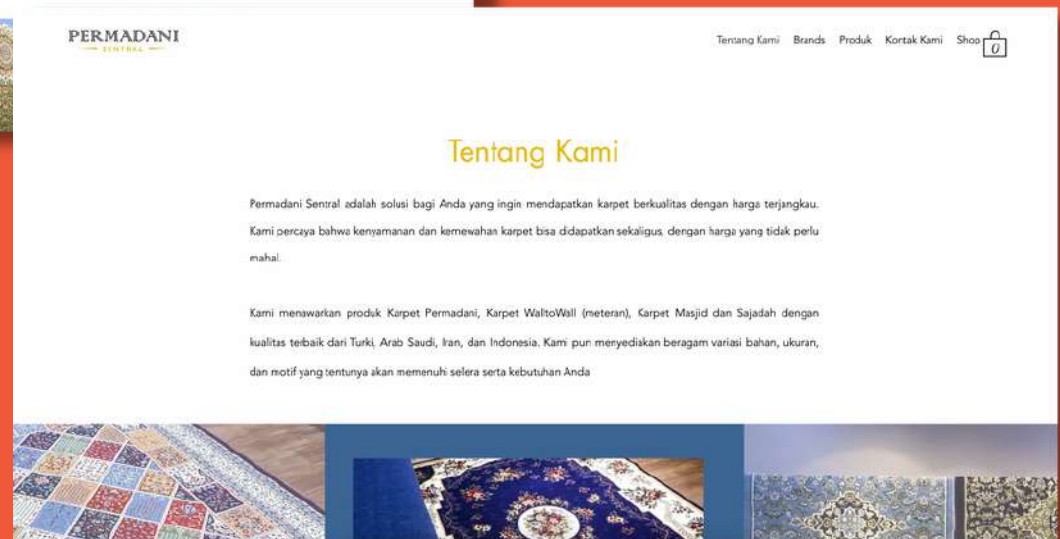 PERMADANI
SENTRAL
Tentang Kami Brands Produk Kontak Kami Shop 0
Tentang Kami
Permadani Sentral adalah solusi bagi Anda yang ingin mendapatkan karpet berkualitas dengan harga terjangkau.
Kami percaya bahwa kenyamanan dan kemewahan karpet bisa didapatkan sekaligus, dengan harga yang tidak perlu
mahal.
Kami menawarkan produk Karpet Permadani, Karpet WalltoWall (meteran), Karpet Masjid dan Sajadah dengan
kualitas terbaik dari Turki, Arab Saudi, Iran, dan Indonesia. Kami pun menyediakan beragam variasi bahan, ukuran,
dan motif yang tentunya akan memenuhi selera serta kebutuhan Anda